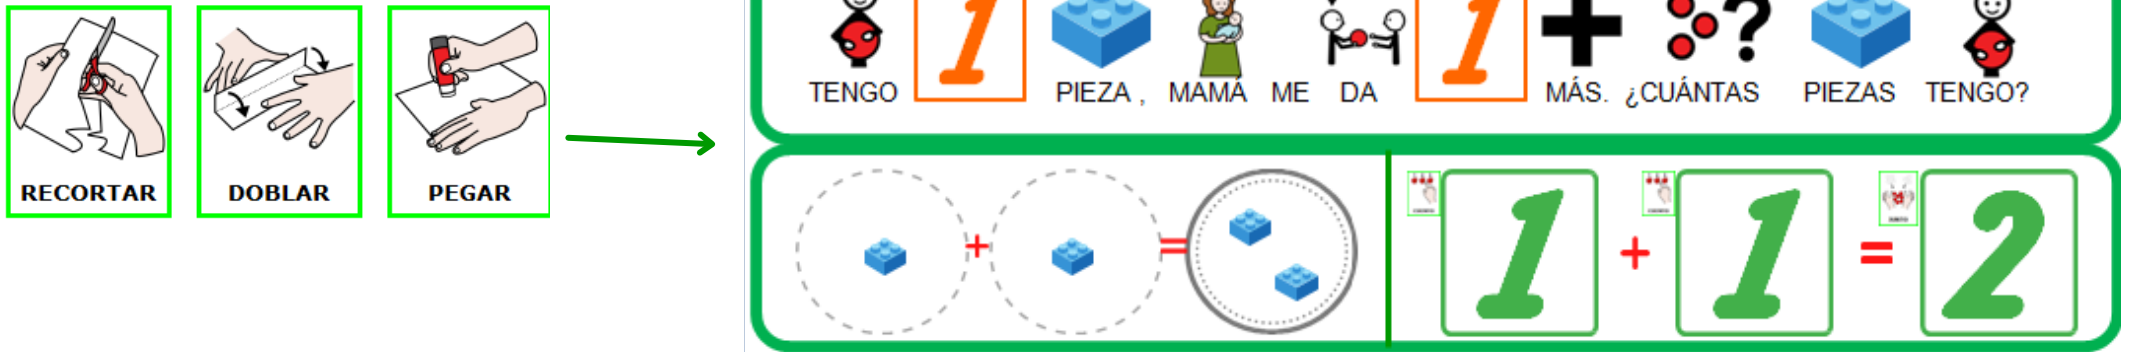 RECORTAR DOBLAR PEGAR
1 1 + ?
TENGO PIEZA , MAMÁ ME DA MÁS. ¿CUÁNTAS PIEZAS TENGO?
+ = 1 + 1 = 2